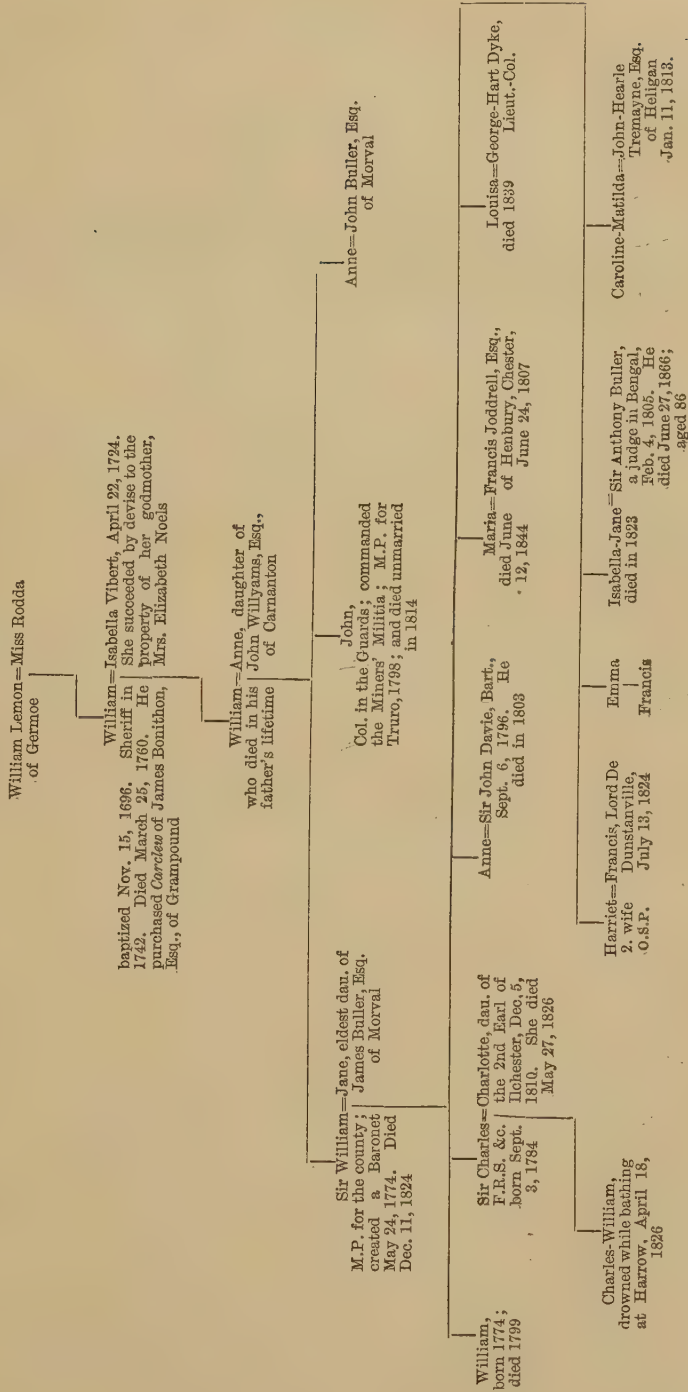 William Lemon=Miss Rodda
of Germoe
William=Isabella Vibert, April 22, 1724.
baptized Nov. 15, 1696. Sheriff in
1742. Died March 25, 1760. He
purchased Carclew of James Bonithon,
Esq., of Grampound
She succeeded by devise to the
property of her godmother,
Mrs. Elizabeth Noels
William=Anne, daughter of
who died in his
father's lifetime
John Willyams, Esq.,
of Carnanton
Sir William=Jane, eldest dau. of
M.P. for the county;
created a Baronet
May 24, 1774. Died
Dec. 11, 1824
James Buller, Esq.
of Morval
John,
Col. in the Guards; commanded
the Miners' Militia; M.P. for
Truro, 1798; and died unmarried
in 1814
Anne=John Buller, Esq.
of Morval
William,
born 1774;
died 1799
Sir Charles=Charlotte, dau. of
F.R.S. &c.
born Sept.
3, 1784
the 2nd Earl of
Ilchester, Dec. 5,
1810. She died
May 27, 1826
Anne=Sir John Davie, Bart.,
Sept. 6, 1796. He
died in 1803
Maria=Francis Joddrell, Esq.,
died June
12, 1844
of Henbury, Chester,
June 24, 1807
Louisa=George-Hart Dyke,
died 1839
Lieut.-Col.
Charles-William,
drowned while bathing
at Harrow, April 18,
1826
Harriet=Francis, Lord De
2. wife
O.S.P.
Dunstanville,
July 13, 1824
Emma
Francis
Isabella-Jane=Sir Anthony Buller,
died in 1823
a judge in Bengal,
Feb. 4, 1805. He
died June 27, 1866;
aged 86
Caroline-Matilda=John-Hearle
Tremayne, Esq.
of Heligan
Jan. 11, 1813.